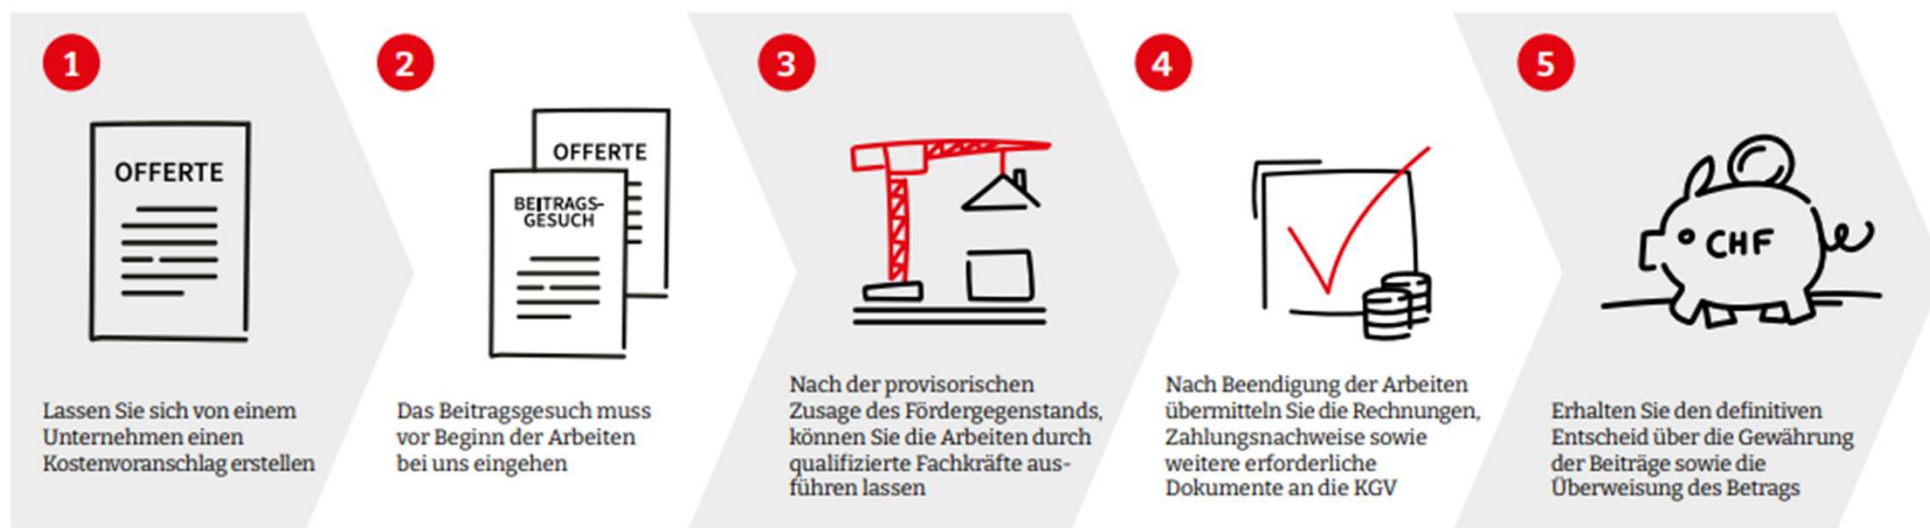 1
OFFERTE
Lassen Sie sich von einem
Unternehmen einen
Kostenvoranschlag erstellen
2
OFFERTE
BEITRAGS-
GESUCH
Das Beitragsgesuch muss
vor Beginn der Arbeiten
bei uns eingehen
3
Nach der provisorischen
Zusage des Fördergegenstands,
können Sie die Arbeiten durch
qualifizierte Fachkräfte aus-
führen lassen
4
Nach Beendigung der Arbeiten
übermitteln Sie die Rechnungen,
Zahlungsnachweise sowie
weitere erforderliche
Dokumente an die KGV
5
CHF
Erhalten Sie den definitiven
Entscheid über die Gewährung
der Beiträge sowie die
Überweisung des Betrags